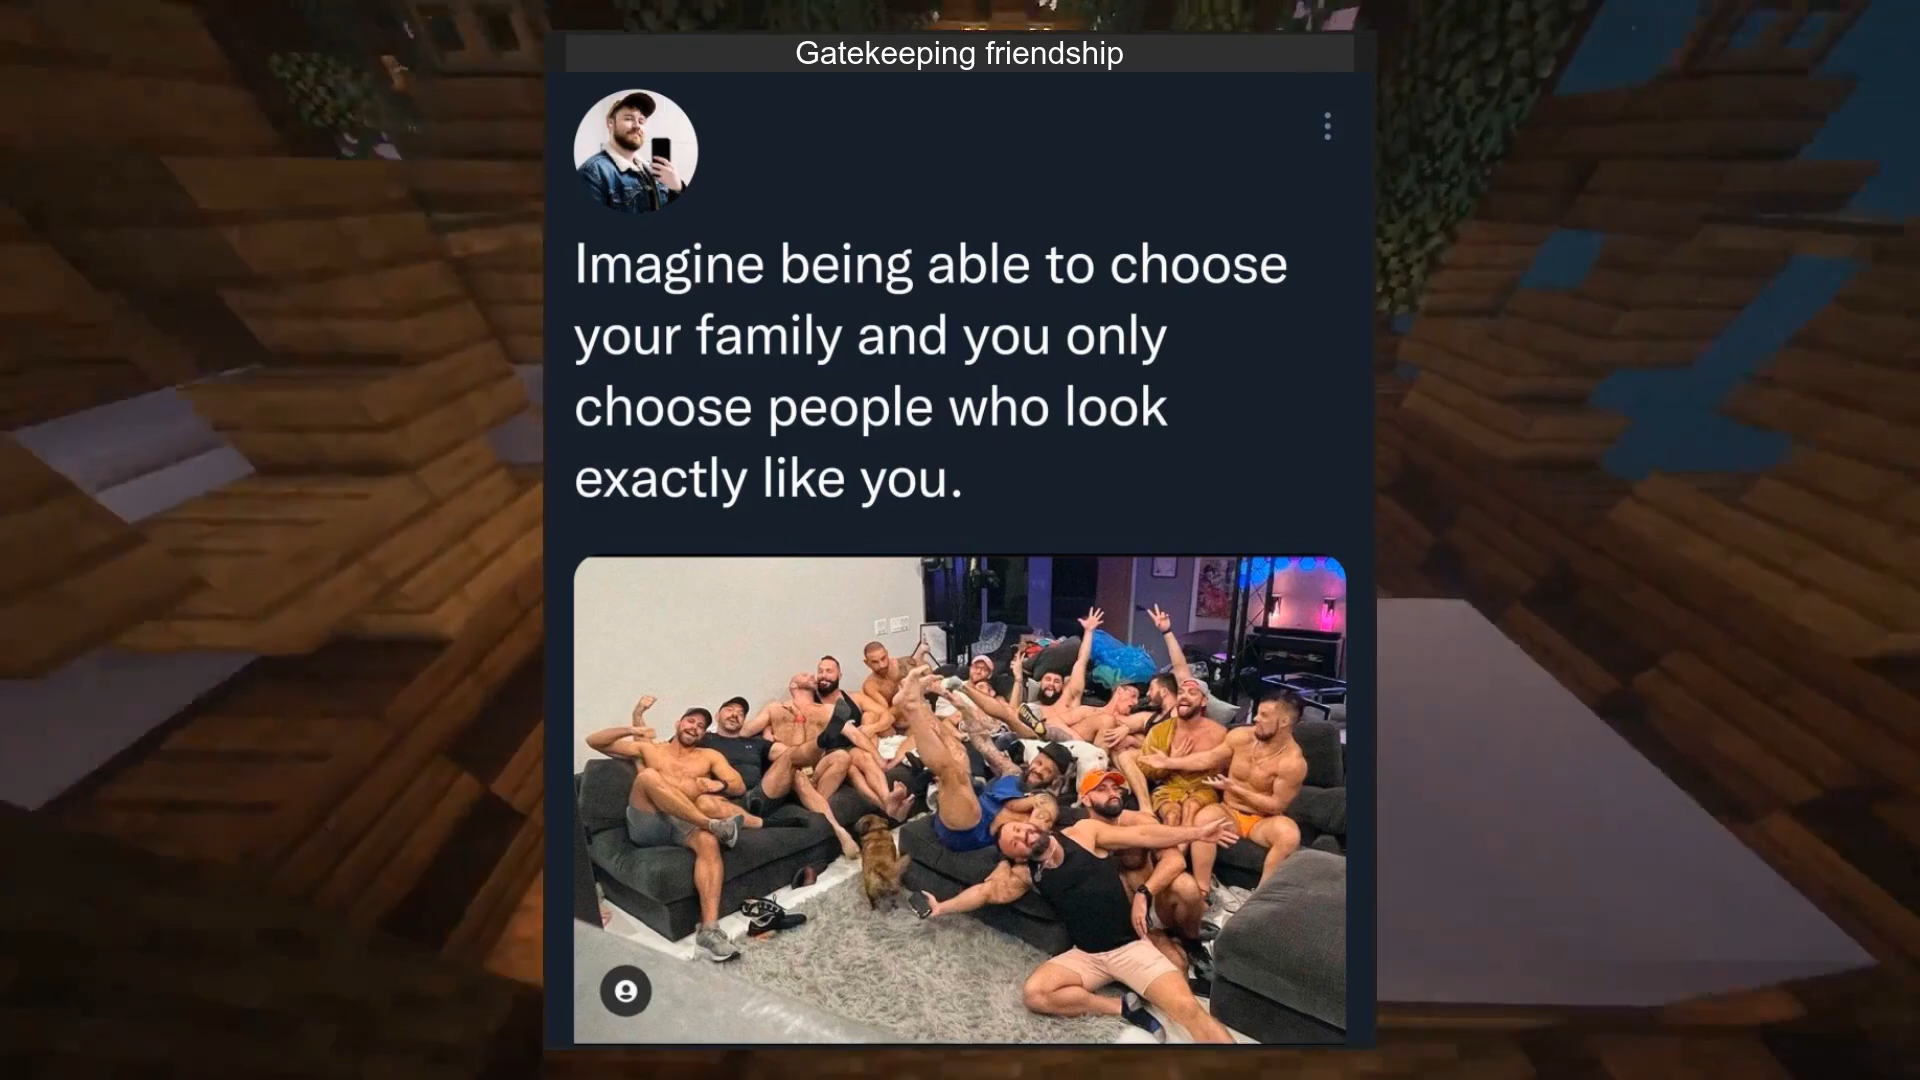 Gatekeeping friendship
Imagine being able to choose
your family and you only
choose people who look
exactly like you.